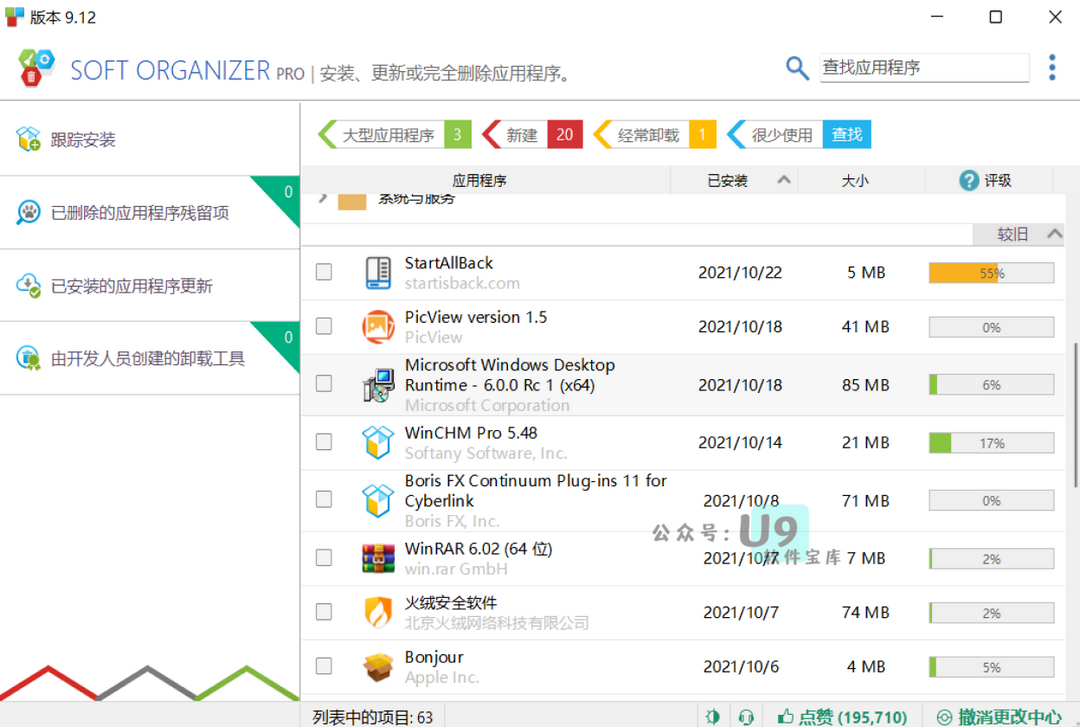 版本 9.12
SOFT ORGANIZER PRO | 安装、更新或完全删除应用程序。
查找应用程序
跟踪安装
已删除的应用程序残留项
0
已安装的应用程序更新
由开发人员创建的卸载工具
0
大型应用程序 3
新建 20
经常卸载 1
很少使用 查找
应用程序 已安装 大小 ? 评级
系统与服务
较旧
StartAllBack
startisback.com
2021/10/22 5 MB 55%
PicView version 1.5
PicView
2021/10/18 41 MB 0%
Microsoft Windows Desktop
Runtime - 6.0.0 Rc 1 (x64)
Microsoft Corporation
2021/10/18 85 MB 6%
WinCHM Pro 5.48
Softany Software, Inc.
2021/10/14 21 MB 17%
Boris FX Continuum Plug-ins 11 for
Cyberlink
Boris FX, Inc.
2021/10/8 71 MB 0%
公众号: U9
软件宝库
WinRAR 6.02 (64 位)
win.rar GmbH
2021/10/7 7 MB 2%
火绒安全软件
北京火绒网络科技有限公司
2021/10/7 74 MB 2%
Bonjour
Apple Inc.
2021/10/6 4 MB 5%
列表中的项目: 63
点赞 (195,710)
撤消更改中心